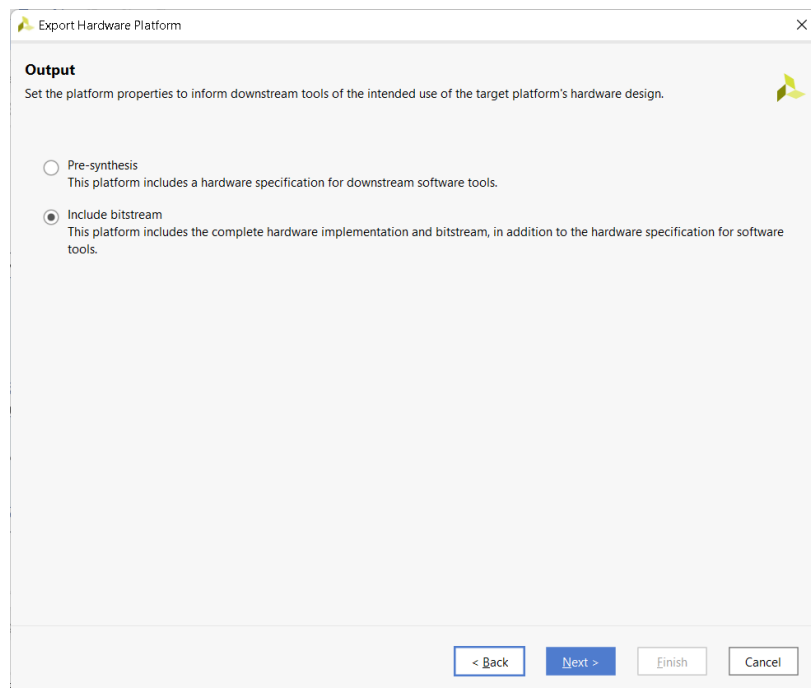 Export Hardware Platform
Output
Set the platform properties to inform downstream tools of the intended use of the target platform's hardware design.
Pre-synthesis
This platform includes a hardware specification for downstream software tools.
Include bitstream
This platform includes the complete hardware implementation and bitstream, in addition to the hardware specification for software
tools.
< Back Next > Finish Cancel